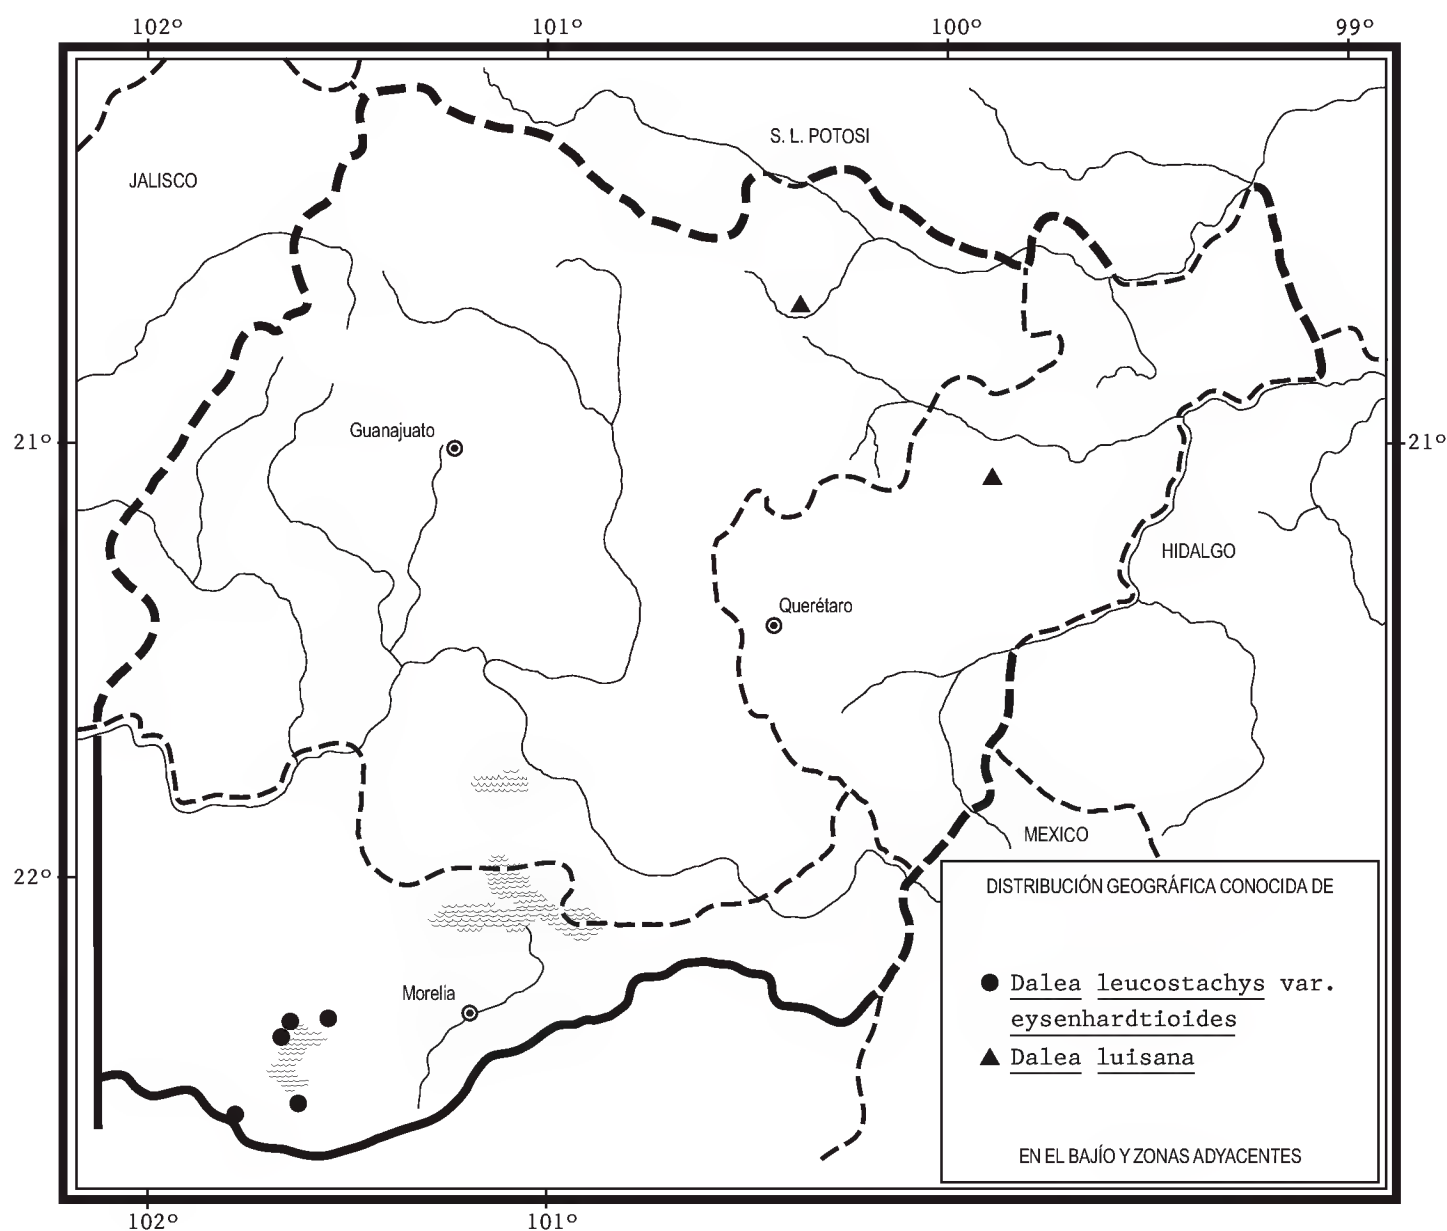 102º 101º 100º 99º
S. L. POTOSI
JALISCO
Guanajuato
21º 21º
HIDALGO
Querétaro
MEXICO
22º
DISTRIBUCIÓN GEOGRÁFICA CONOCIDA DE
Dalea leucostachys var.
eysenhardtioides
Dalea luisana
EN EL BAJÍO Y ZONAS ADYACENTES
Morelia
102º 101º